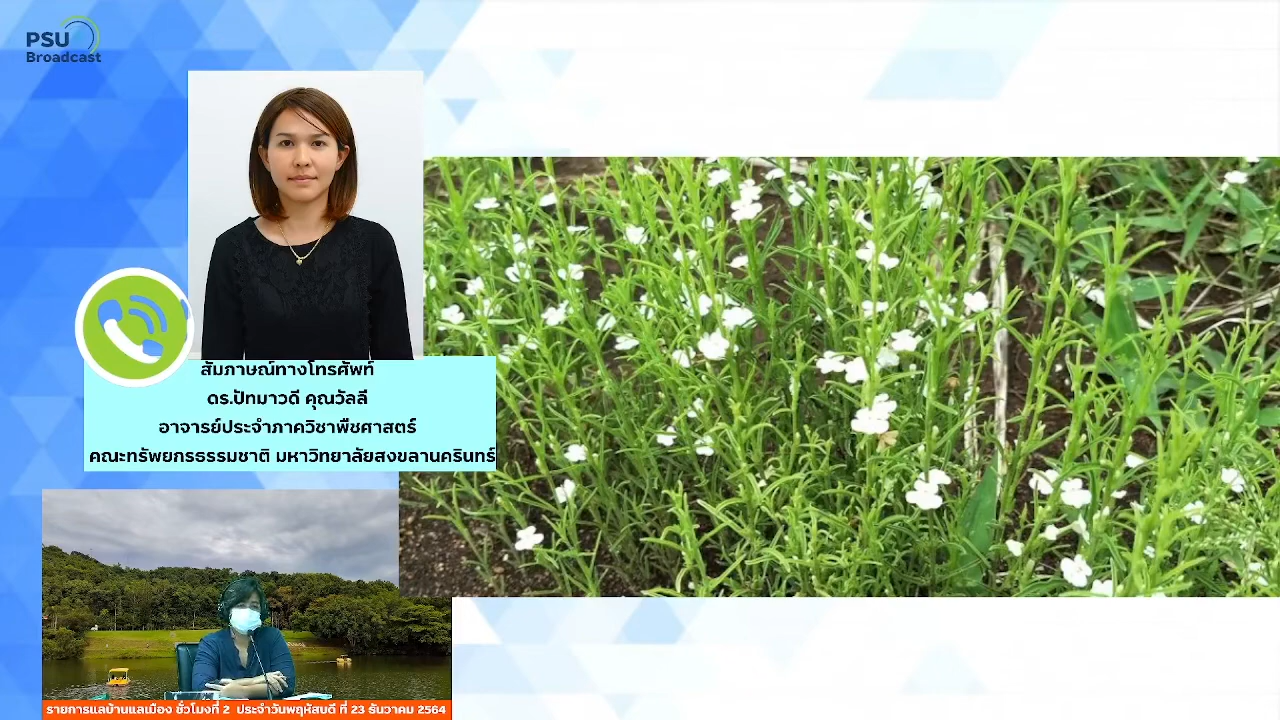 PSU
Broadcast
สัมภาษณ์ทางโทรศัพท์
ดร.ปัทมาวดี คุณวัลลี
อาจารย์ประจำภาควิชาพืชศาสตร์
คณะทรัพยกรธรรมชาติ มหาวิทยาลัยสงขลานครินทร์
รายการแลบ้านแลเมือง ชั่วโมงที่ 2 ประจำวันพฤหัสบดี ที่ 23 ธันวาคม 2564